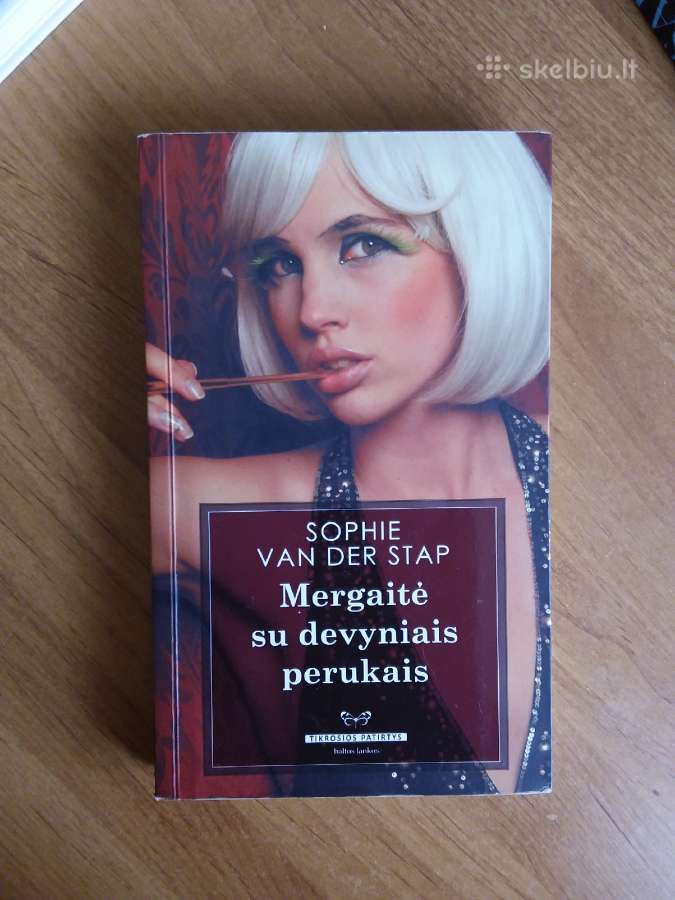 skelbiu.lt
SOPHIE
VAN DER STAP
Mergaitė
su devyniais
perukais
TIKROSIOS PATIRTYS
baltos lankos